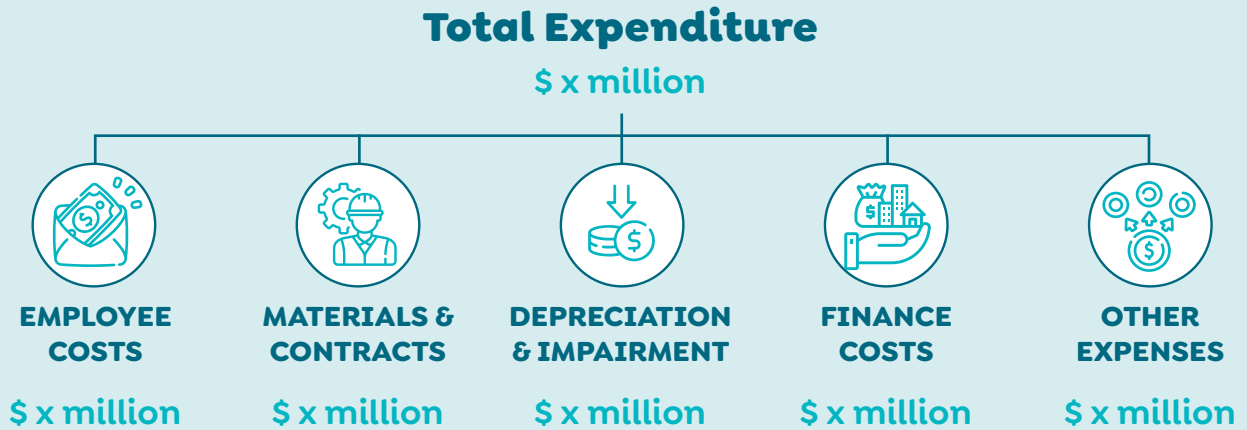 Total Expenditure
$ x million
EMPLOYEE
COSTS
$ x million
MATERIALS &
CONTRACTS
$ x million
DEPRECIATION
& IMPAIRMENT
$ x million
FINANCE
COSTS
$ x million
OTHER
EXPENSES
$ x million